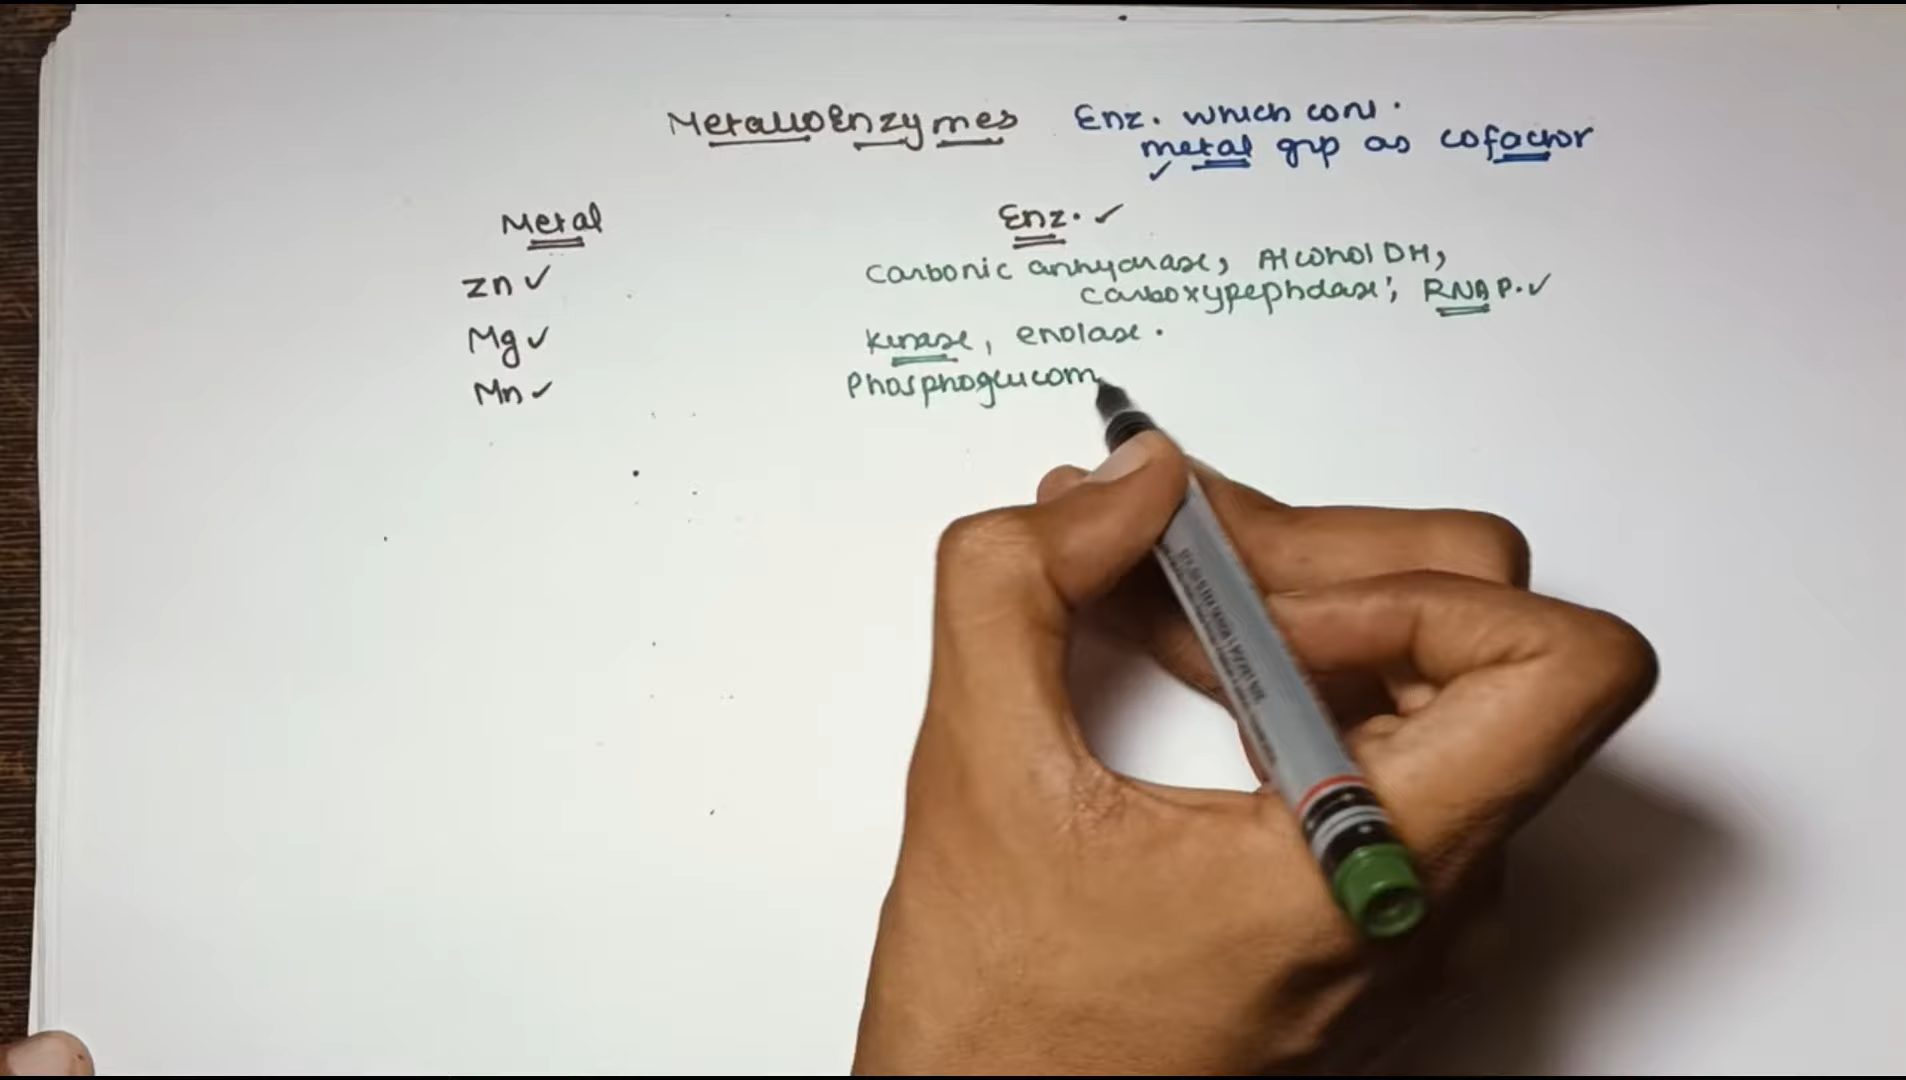 MetalloEnzymes Enz. which con.
metal grp as cofactor
Metal Enz.
Zn Carbonic anhydrase, Alcohol DH,
carboxypeptidase, RNA P.
Mg Kinase, enolase.
Mn Phosphoglucom